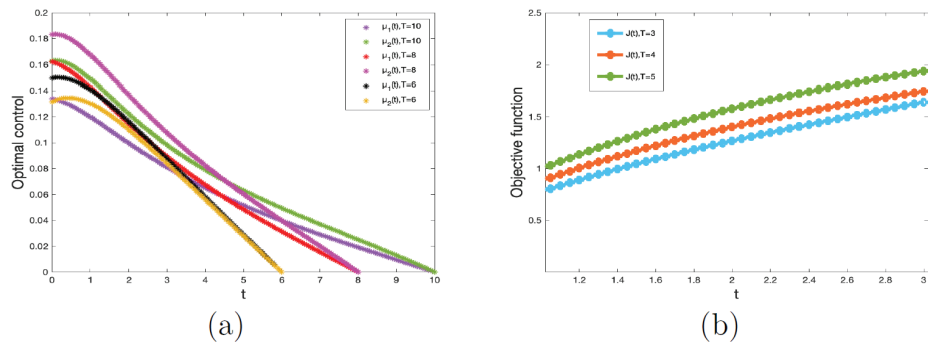 0.2
0.18
0.16
0.14
0.12
0.1
0.08
0.06
0.04
0.02
0
Optimal control
μ1(t),T=10
μ2(t),T=10
μ1(t),T=8
μ2(t),T=8
μ1(t),T=6
μ2(t),T=6
0 1 2 3 4 5 6 7 8 9 10
t
(a)
2.5
2
1.5
1
0.5
Objective function
J(t),T=3
J(t),T=4
J(t),T=5
1.2 1.4 1.6 1.8 2 2.2 2.4 2.6 2.8 3
t
(b)